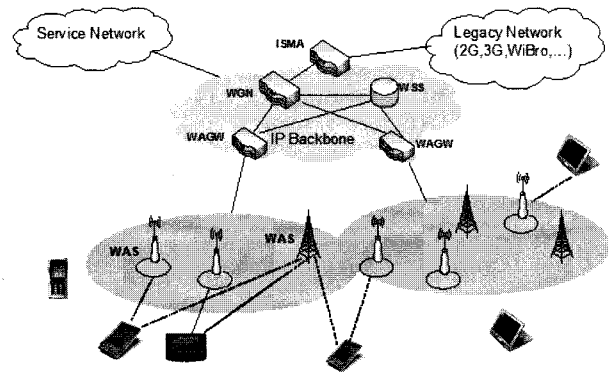 Service Network
ISMA
Legacy Network
(2G,3G,WiBro,...)
WGN
WSS
WAGW
IP Backbone
WAGW
WAS
WAS